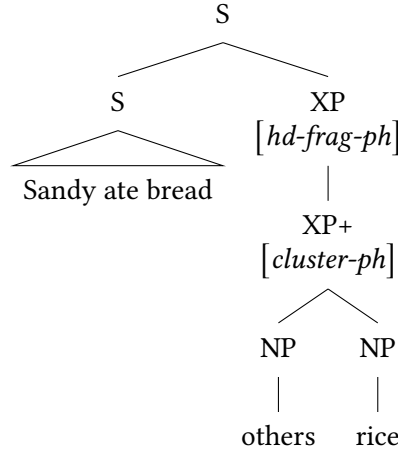 S
S XP
[hd-frag-ph]
Sandy ate bread
XP+
[cluster-ph]
NP NP
others rice